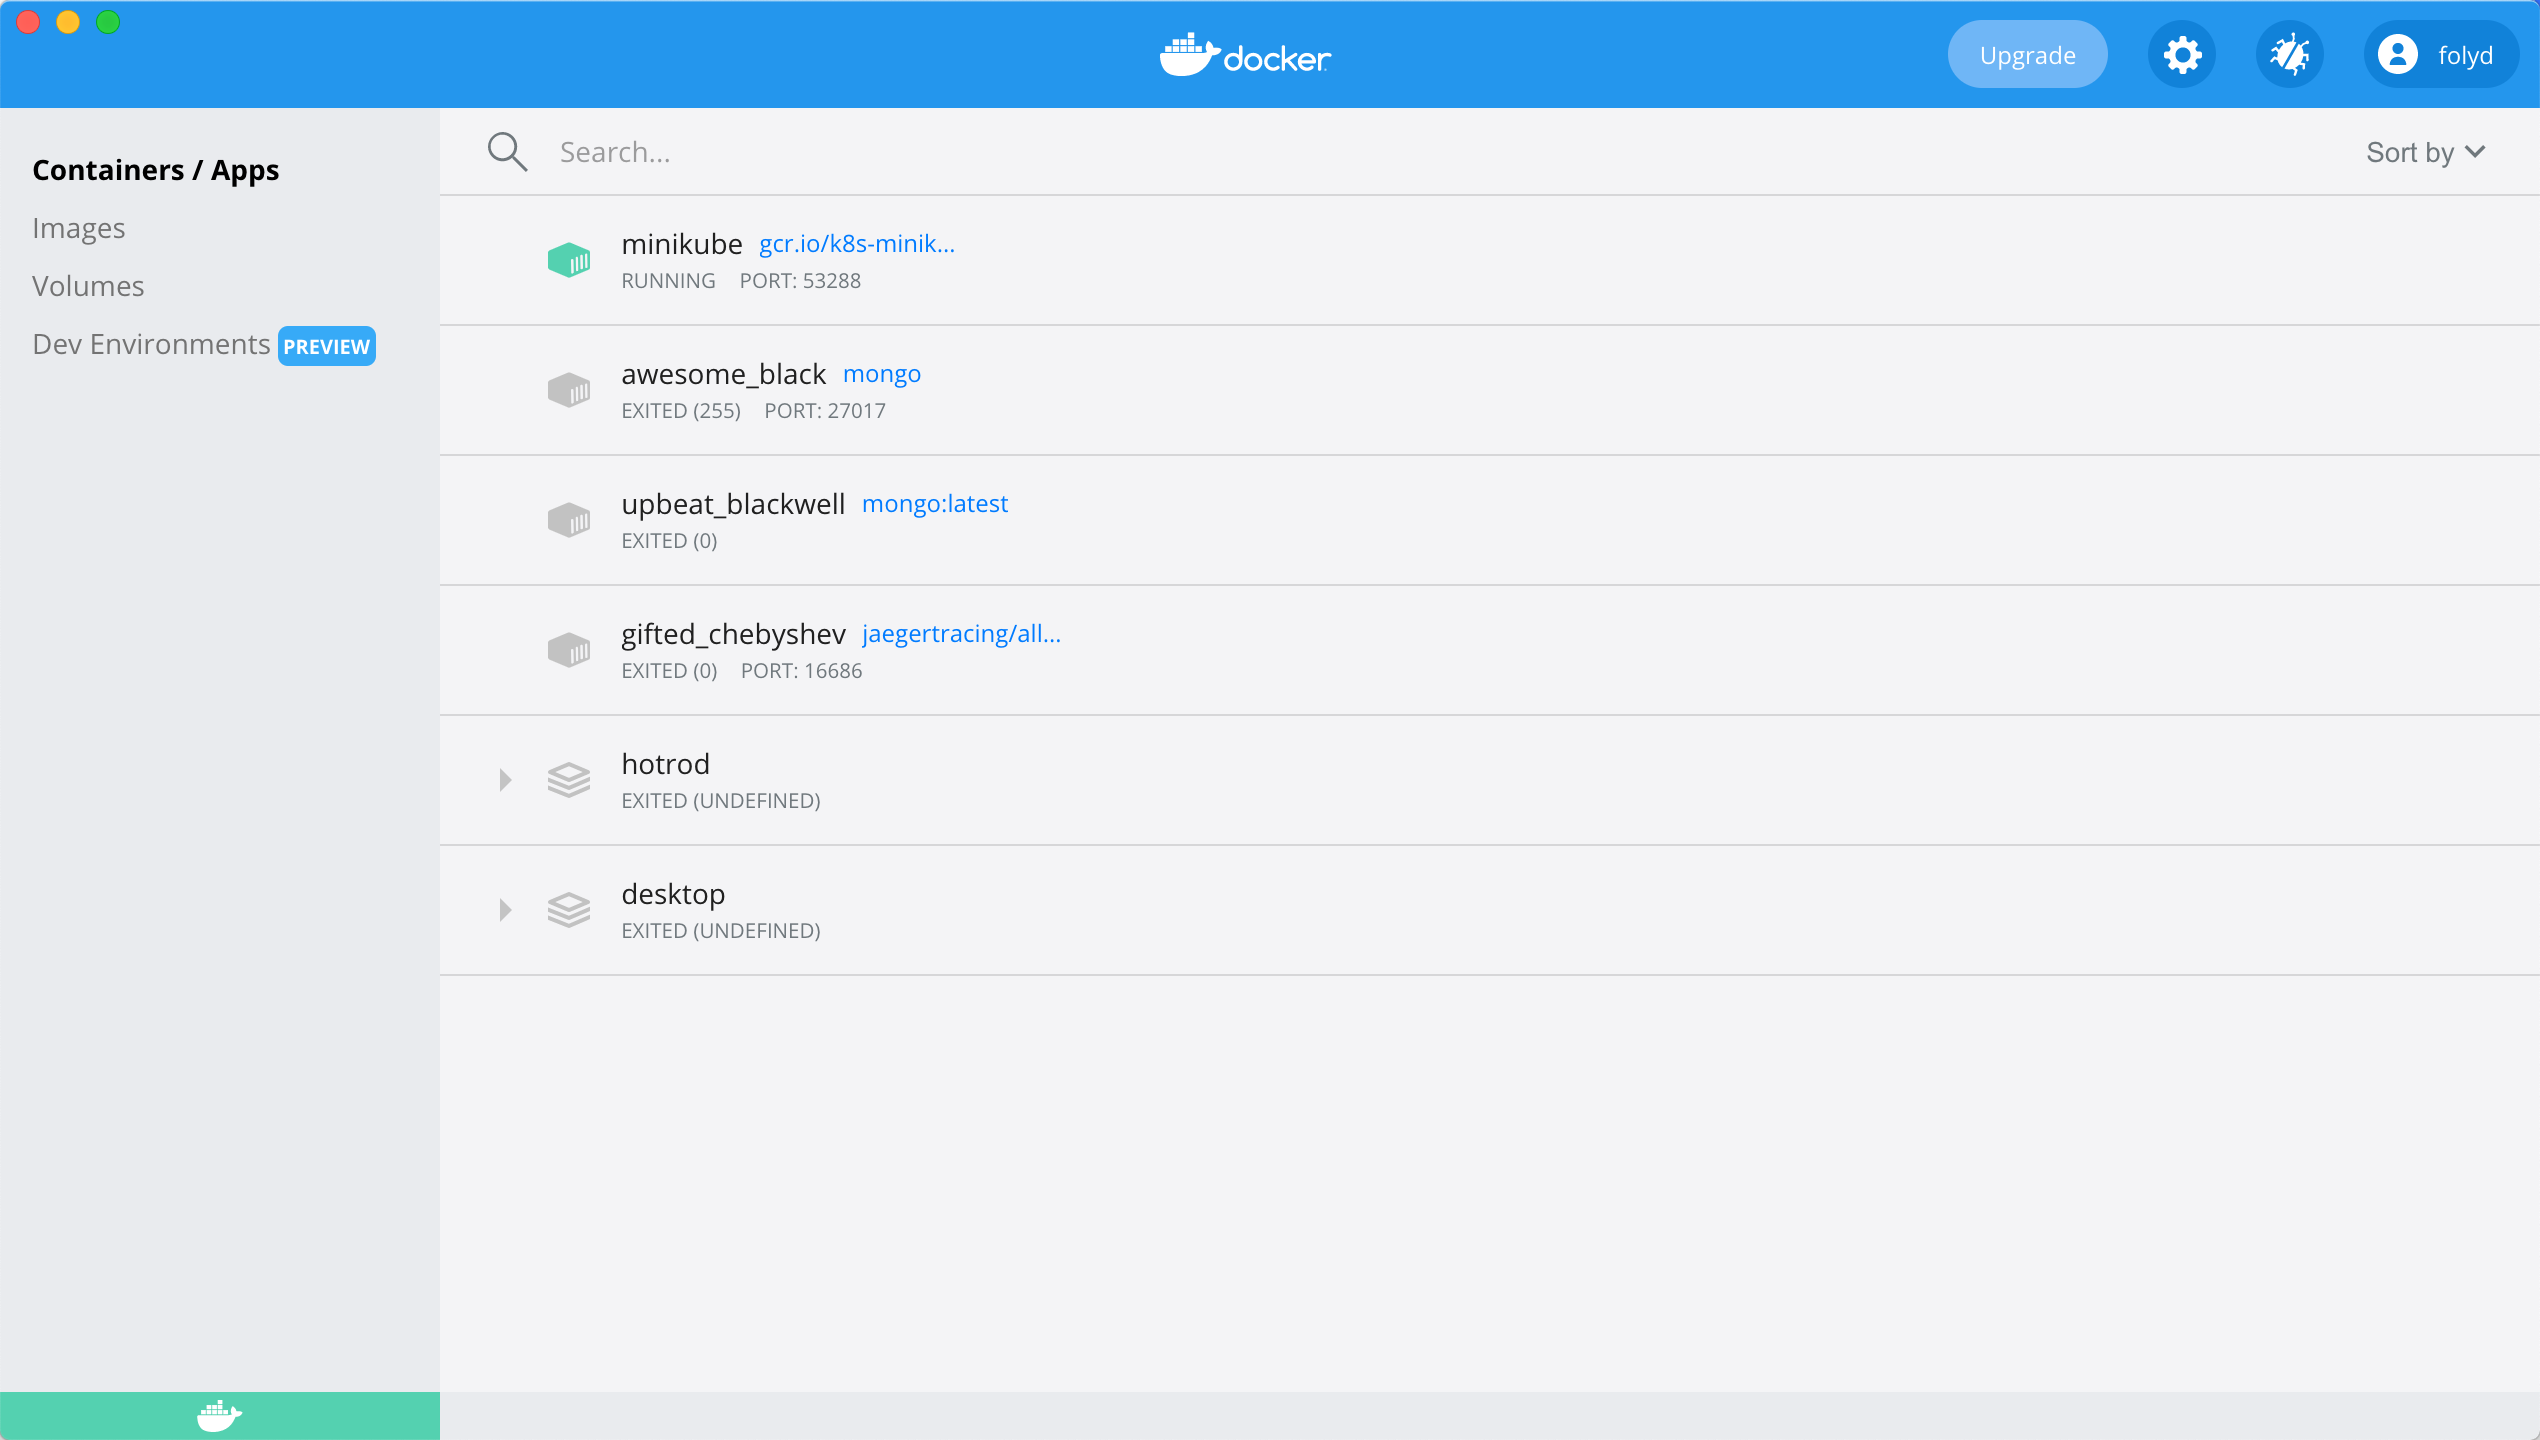 docker
Upgrade
folyd
Containers / Apps
Images
Volumes
Dev Environments PREVIEW
Search...
Sort by
minikube gcr.io/k8s-minik...
RUNNING PORT: 53288
awesome_black mongo
EXITED (255) PORT: 27017
upbeat_blackwell mongo:latest
EXITED (0)
gifted_chebyshev jaegertracing/all...
EXITED (0) PORT: 16686
hotrod
EXITED (UNDEFINED)
desktop
EXITED (UNDEFINED)